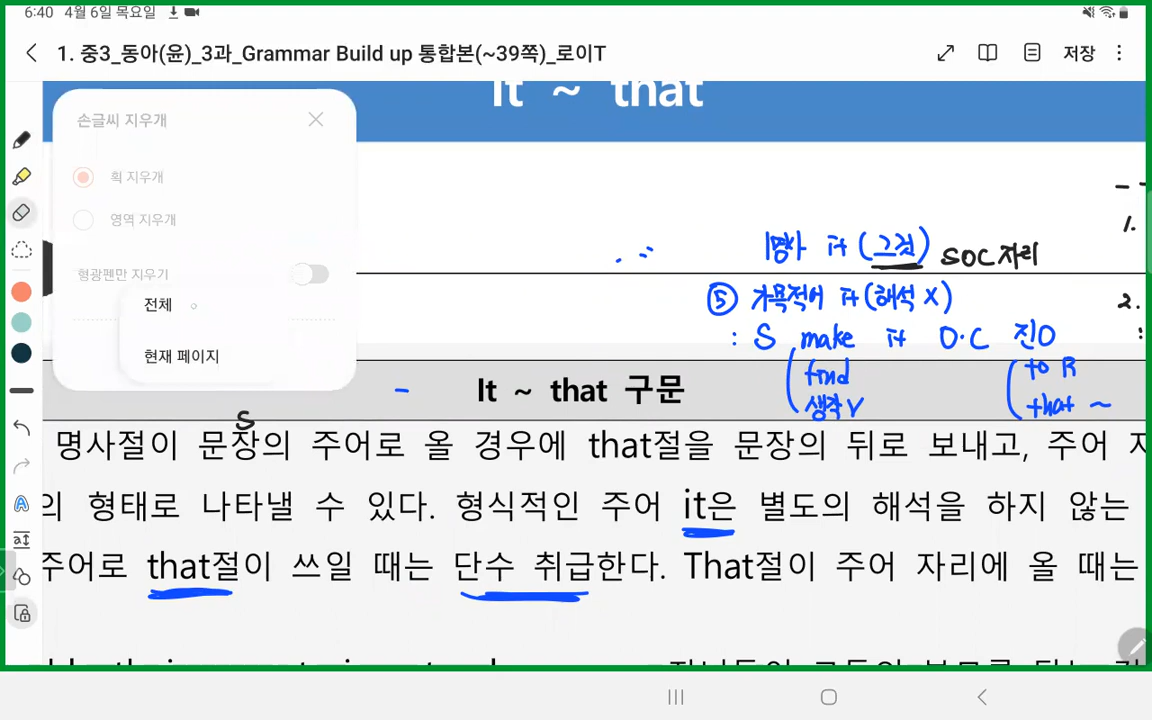 6:40 4월 6일 목요일
1. 중3_동아(윤)_3과_Grammar Build up 통합본(~39쪽)_로이T
저장
It ~ that
손글씨 지우개
획 지우개
영역 지우개
형광펜만 지우기
전체
현재 페이지
1.
명사 it (그것) SOC자리
⑤ 가목적어 it (해석 X)
2.
: S make it O·C 진O
find to R
생각V that ~
It ~ that 구문
S
명사절이 문장의 주어로 올 경우에 that절을 문장의 뒤로 보내고, 주어
의 형태로 나타낼 수 있다. 형식적인 주어 it은 별도의 해석을 하지 않는
주어로 that절이 쓰일 때는 단수 취급한다. That절이 주어 자리에 올 때는